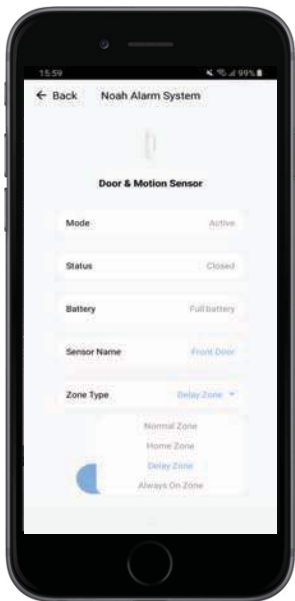 15:59 99%
← Back Noah Alarm System
Door & Motion Sensor
Mode Active
Status Closed
Battery Full battery
Sensor Name Front Door
Zone Type Delay Zone
Normal Zone
Home Zone
Delay Zone
Always On Zone